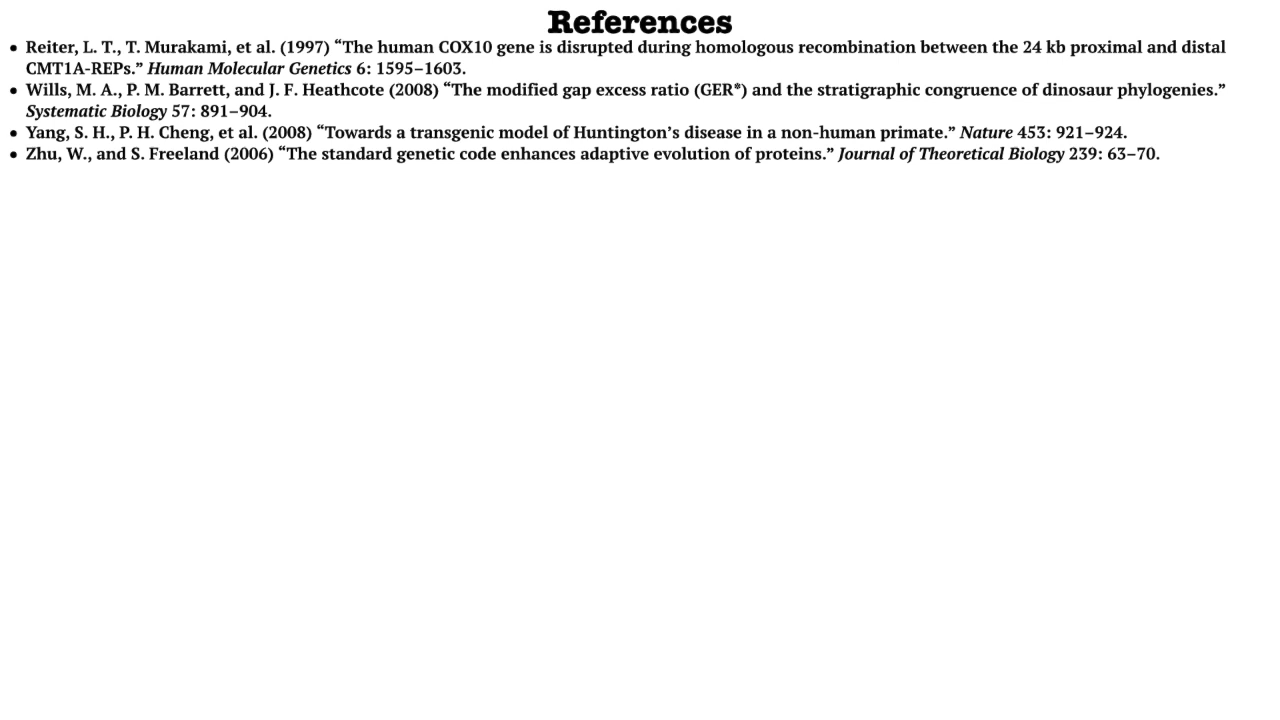 References
• Reiter, L. T., T. Murakami, et al. (1997) “The human COX10 gene is disrupted during homologous recombination between the 24 kb proximal and distal
CMT1A-REPs.” Human Molecular Genetics 6: 1595–1603.
• Wills, M. A., P. M. Barrett, and J. F. Heathcote (2008) “The modified gap excess ratio (GER*) and the stratigraphic congruence of dinosaur phylogenies.”
Systematic Biology 57: 891–904.
• Yang, S. H., P. H. Cheng, et al. (2008) “Towards a transgenic model of Huntington’s disease in a non-human primate.” Nature 453: 921–924.
• Zhu, W., and S. Freeland (2006) “The standard genetic code enhances adaptive evolution of proteins.” Journal of Theoretical Biology 239: 63–70.